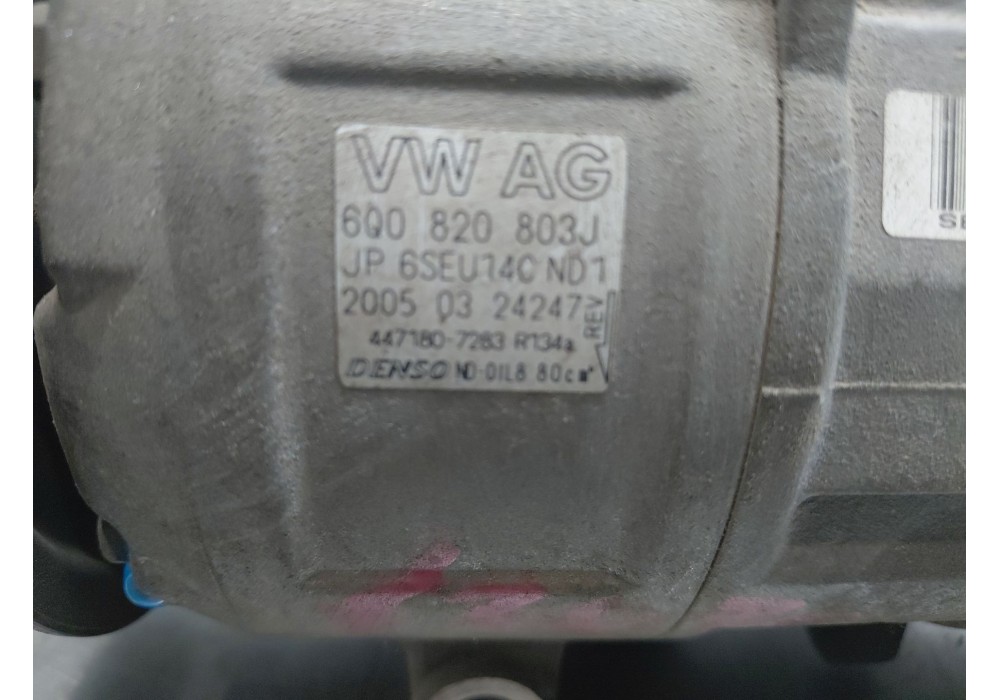 VW AG
6Q0 820 803J
JP 6SEU14C ND1
2005 03 24247
REV
447180-7283 R134a
DENSO ND-OIL8 80cm³